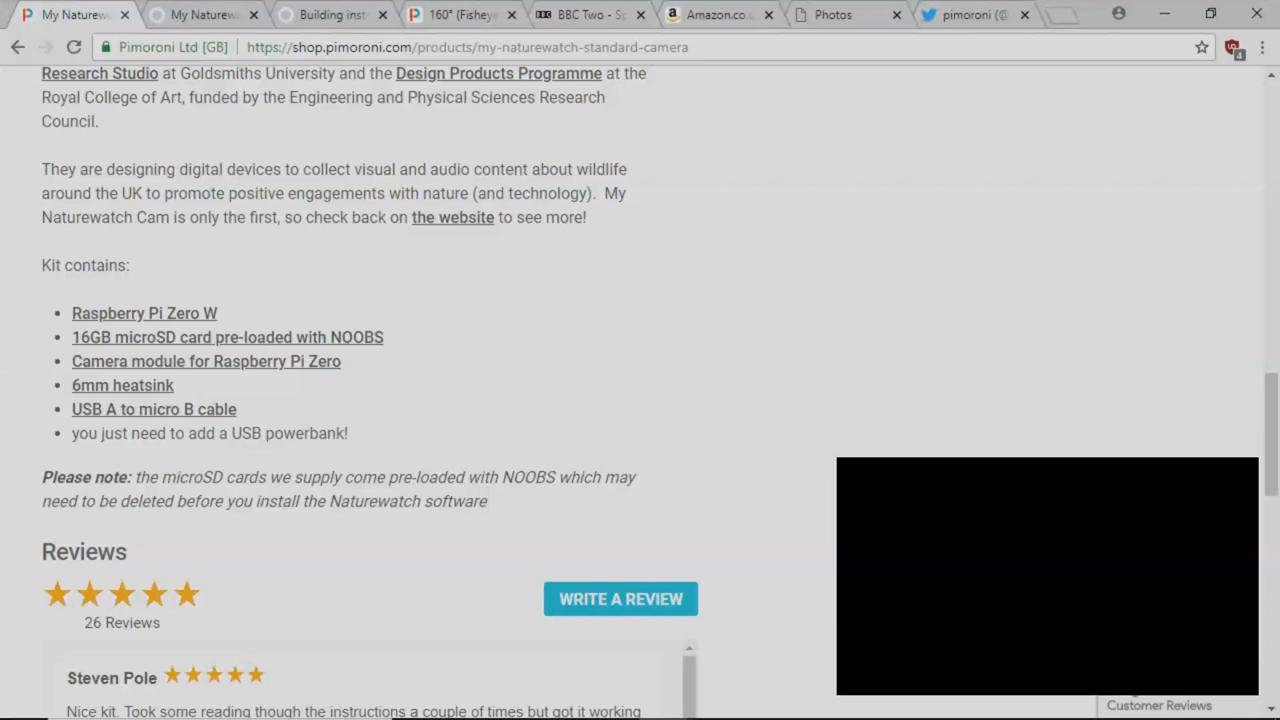 My Naturew
My Naturew
Building inst
160° (Fisheye
BBC Two - Sp
Amazon.co.u
Photos
pimoroni (@
Pimoroni Ltd [GB]
https://shop.pimoroni.com/products/my-naturewatch-standard-camera
4
Research Studio at Goldsmiths University and the Design Products Programme at the
Royal College of Art, funded by the Engineering and Physical Sciences Research
Council.
They are designing digital devices to collect visual and audio content about wildlife
around the UK to promote positive engagements with nature (and technology). My
Naturewatch Cam is only the first, so check back on the website to see more!
Kit contains:
Raspberry Pi Zero W
16GB microSD card pre-loaded with NOOBS
Camera module for Raspberry Pi Zero
6mm heatsink
USB A to micro B cable
you just need to add a USB powerbank!
Please note: the microSD cards we supply come pre-loaded with NOOBS which may
need to be deleted before you install the Naturewatch software
Reviews
WRITE A REVIEW
26 Reviews
Steven Pole
Nice kit. Took some reading though the instructions a couple of times but got it working
Customer Reviews